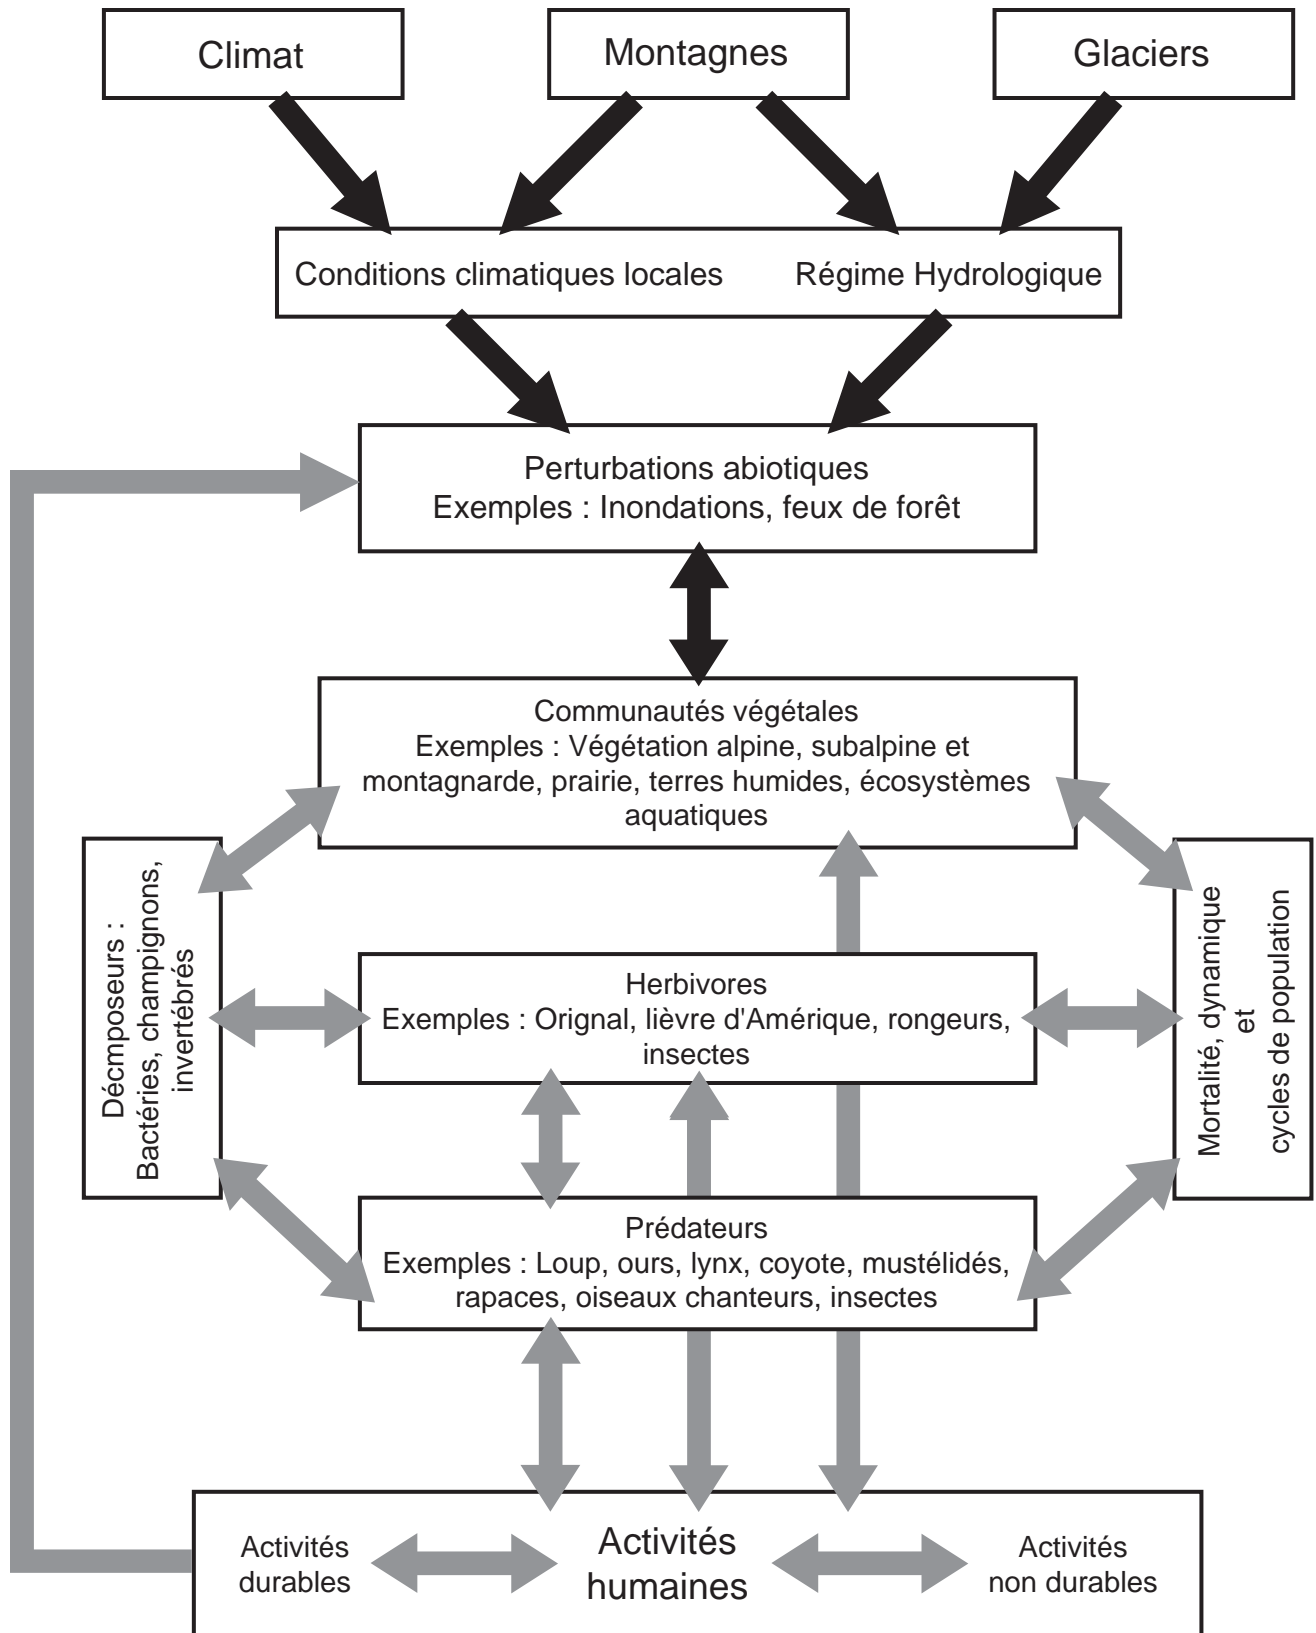 Climat
Montagnes
Glaciers
Conditions climatiques locales
Régime Hydrologique
Perturbations abiotiques
Exemples : Inondations, feux de forêt
Communautés végétales
Exemples : Végétation alpine, subalpine et
montagnarde, prairie, terres humides, écosystèmes
aquatiques
Décmposeurs :
Bactéries, champignons,
invertébrés
Herbivores
Exemples : Orignal, lièvre d'Amérique, rongeurs,
insectes
Mortalité, dynamique
et
cycles de population
Prédateurs
Exemples : Loup, ours, lynx, coyote, mustélidés,
rapaces, oiseaux chanteurs, insectes
Activités
durables
Activités
humaines
Activités
non durables